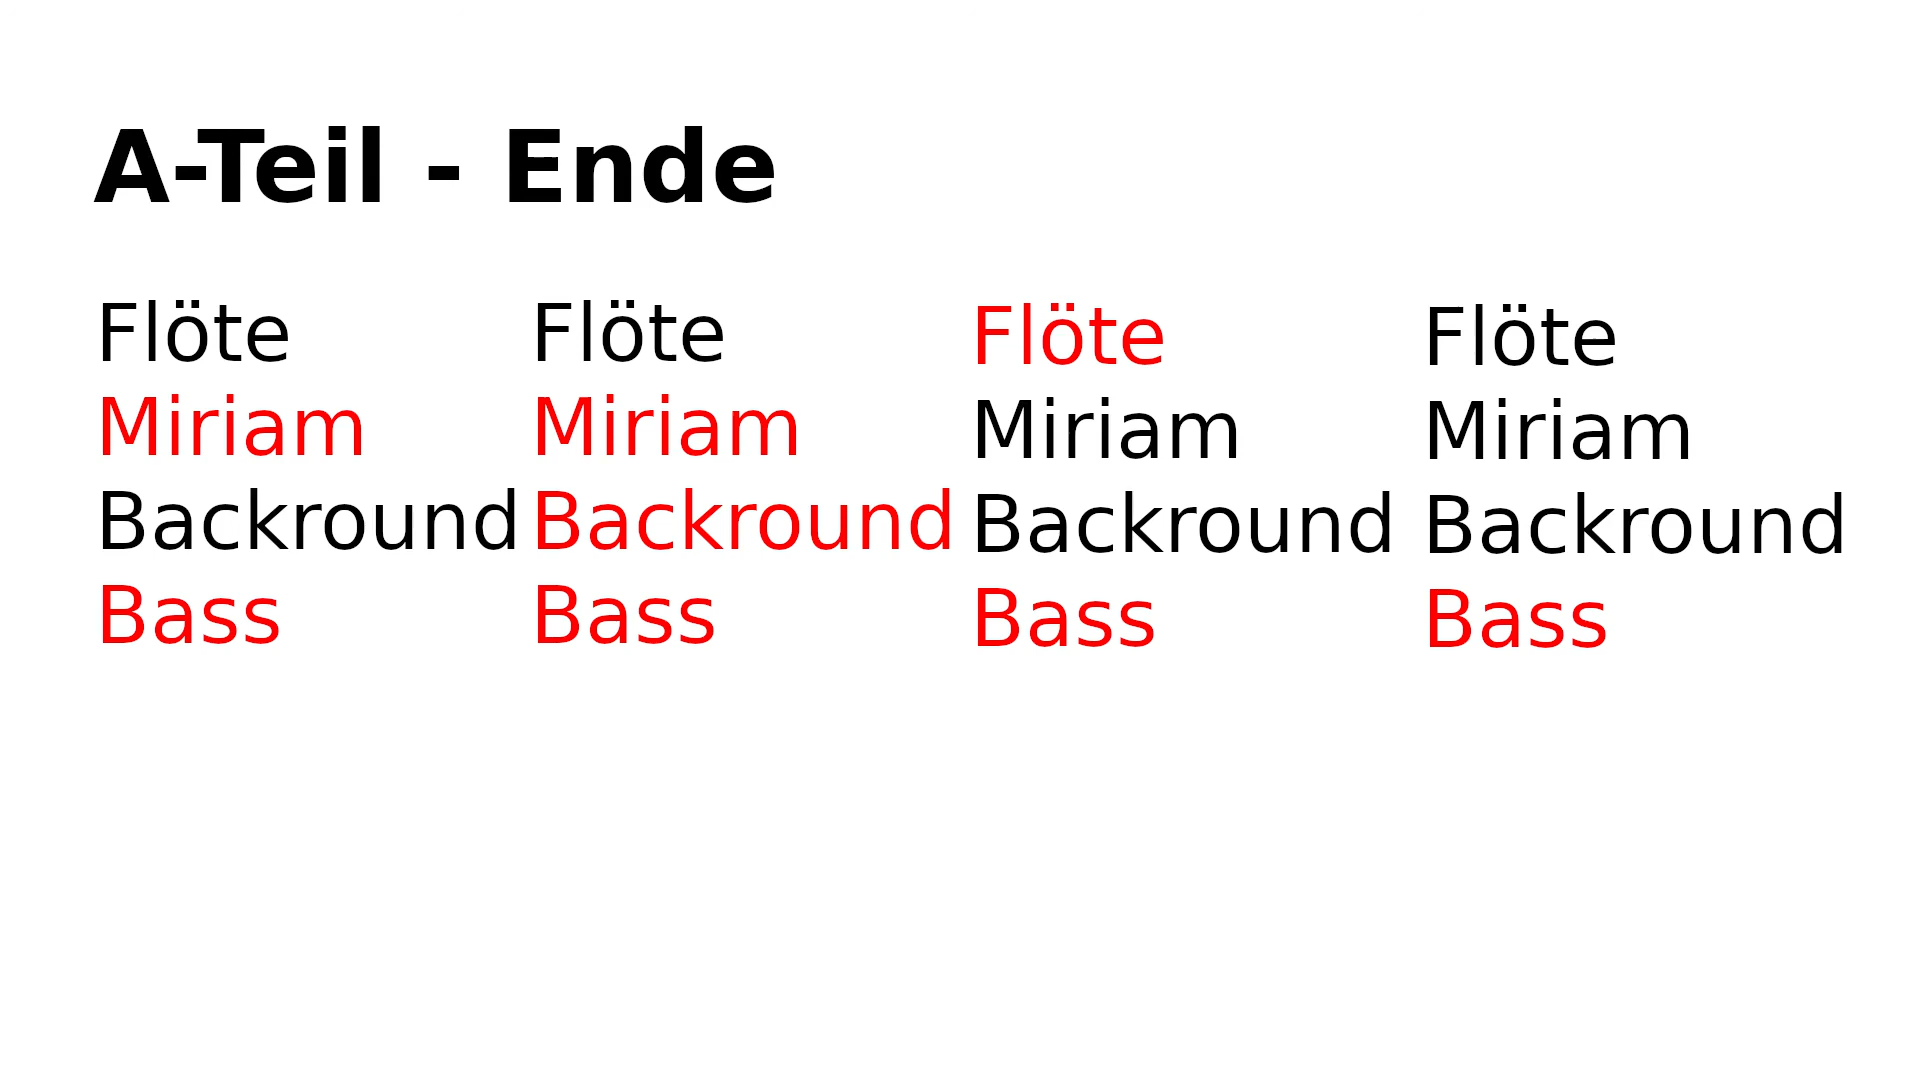 A-Teil - Ende
Flöte Flöte Flöte Flöte
Miriam Miriam Miriam Miriam
Backround Backround Backround Backround
Bass Bass Bass Bass